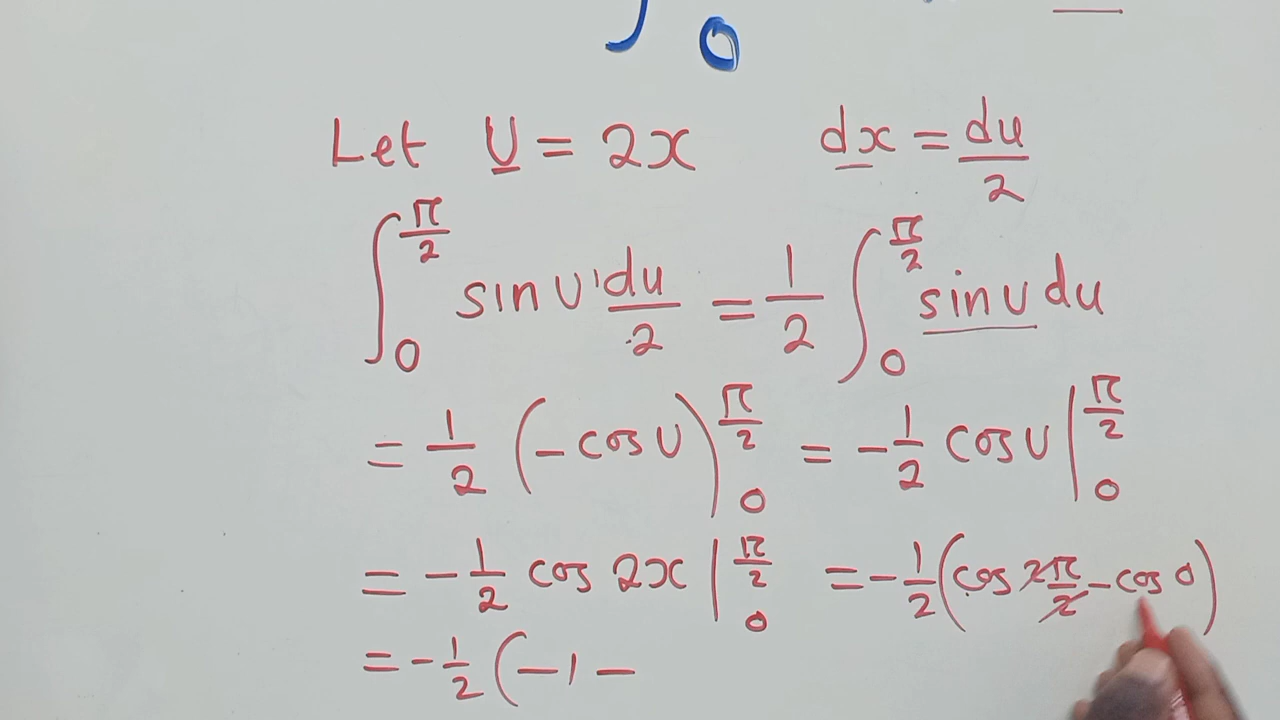 ∫ 0
Let U = 2x dx = du/2
∫₀^(π/2) sin u du/2 = 1/2 ∫₀^(π/2) sin u du
= 1/2 (-cos u)₀^(π/2) = -1/2 cos u |₀^(π/2)
= -1/2 cos 2x |₀^(π/2) = -1/2 (cos 2π/2 - cos 0)
= -1/2 (-1 -